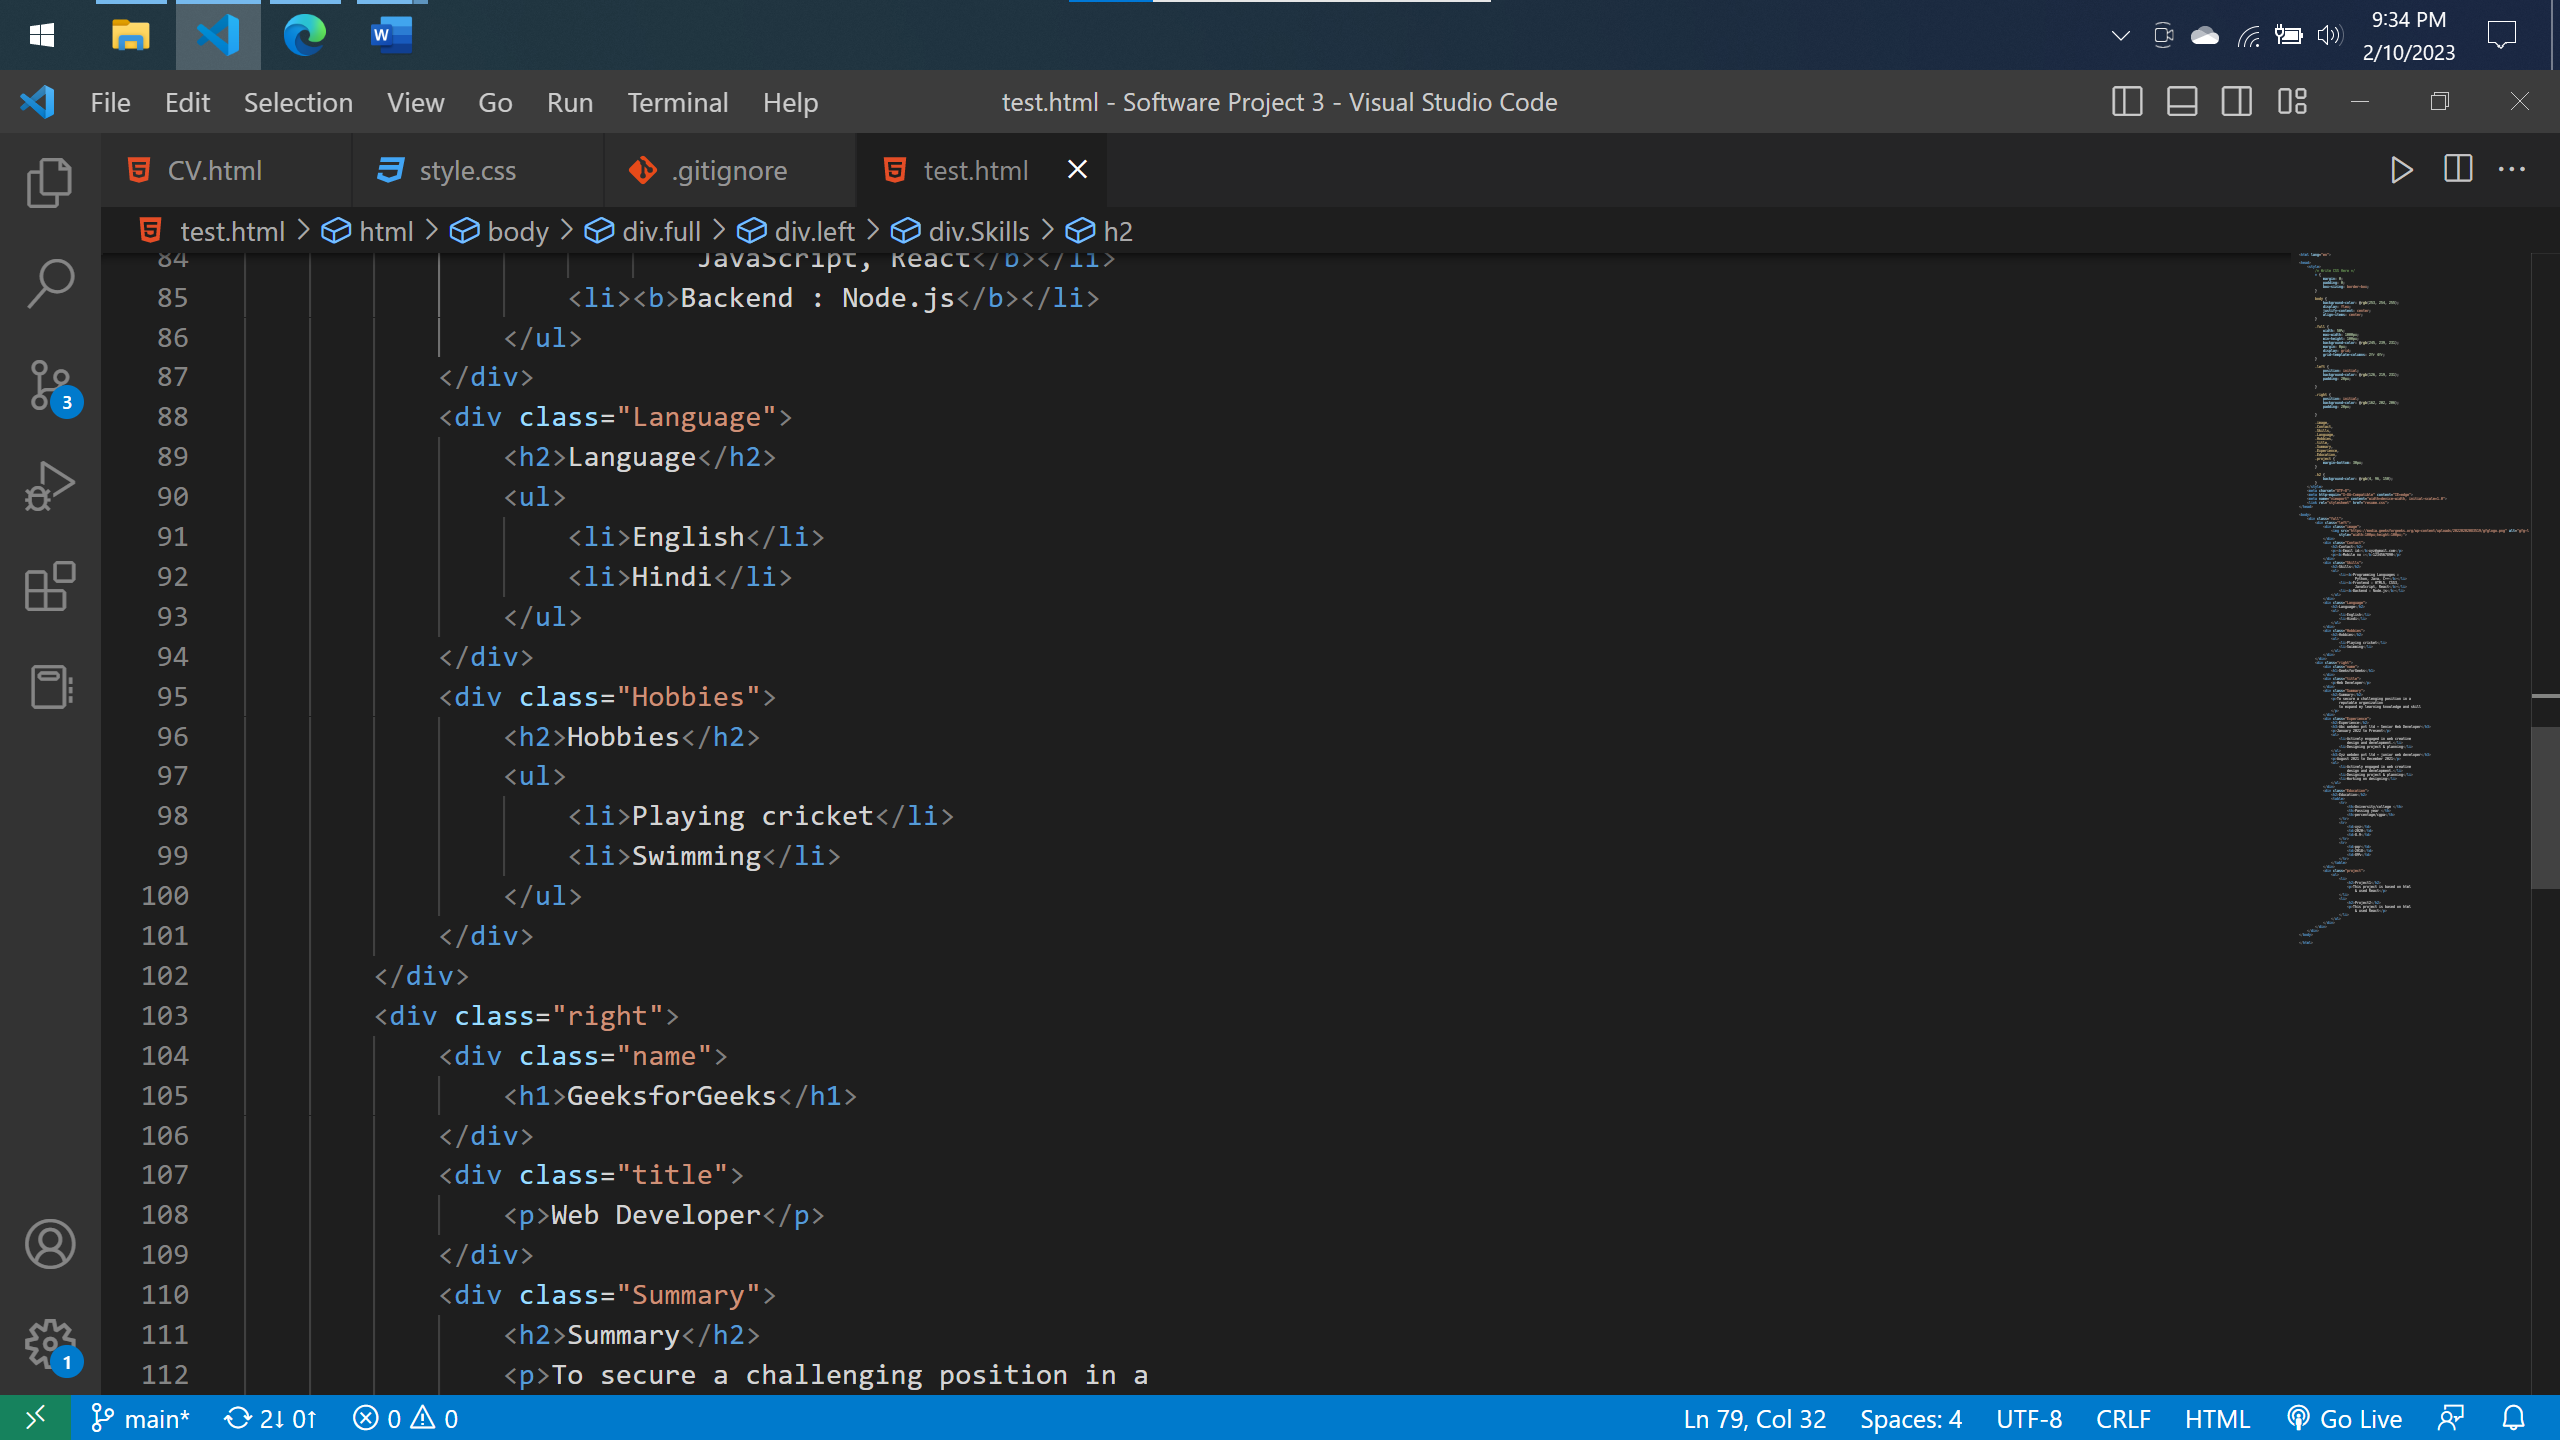 9:34 PM
2/10/2023
File Edit Selection View Go Run Terminal Help
test.html - Software Project 3 - Visual Studio Code
CV.html style.css .gitignore test.html
test.html > html > body > div.full > div.left > div.Skills > h2
84 JavaScript, React</b></li>
85 <li><b>Backend : Node.js</b></li>
86 </ul>
87 </div>
88 <div class="Language">
89 <h2>Language</h2>
90 <ul>
91 <li>English</li>
92 <li>Hindi</li>
93 </ul>
94 </div>
95 <div class="Hobbies">
96 <h2>Hobbies</h2>
97 <ul>
98 <li>Playing cricket</li>
99 <li>Swimming</li>
100 </ul>
101 </div>
102 </div>
103 <div class="right">
104 <div class="name">
105 <h1>GeeksforGeeks</h1>
106 </div>
107 <div class="title">
108 <p>Web Developer</p>
109 </div>
110 <div class="Summary">
111 <h2>Summary</h2>
112 <p>To secure a challenging position in a
3
1
main* 2↓ 0↑ 0 0
Ln 79, Col 32 Spaces: 4 UTF-8 CRLF HTML Go Live